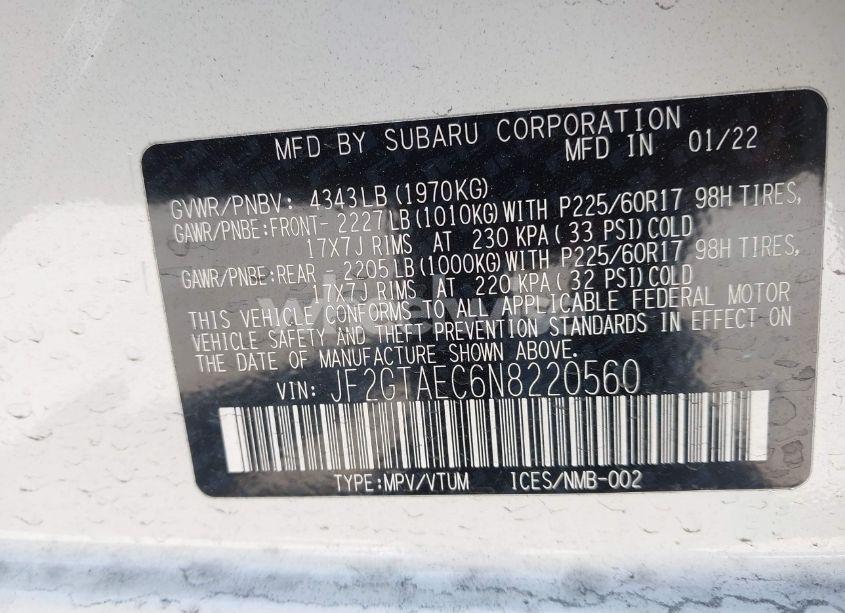 MFD BY SUBARU CORPORATION
MFD IN 01/22
GVWR/PNBV: 4343LB(1970KG)
GAWR/PNBE:FRONT- 2227LB(1010KG)WITH P225/60R17 98H TIRES,
17X7J RIMS AT 230 KPA( 33 PSI)COLD
GAWR/PNBE:REAR - 2205LB(1000KG)WITH P225/60R17 98H TIRES,
17X7J RIMS AT 220 KPA( 32 PSI)COLD
THIS VEHICLE CONFORMS TO ALL APPLICABLE FEDERAL MOTOR
VEHICLE SAFETY AND THEFT PREVENTION STANDARDS IN EFFECT ON
THE DATE OF MANUFACTURE SHOWN ABOVE.
VIN: JF2GTAEC6N8220560
TYPE:MPV/VTUM ICES/NMB-002